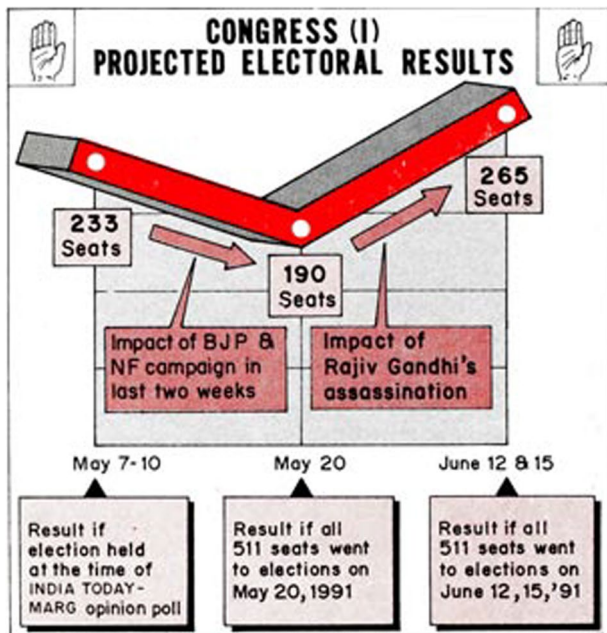 CONGRESS (I)
PROJECTED ELECTORAL RESULTS
233
Seats
190
Seats
265
Seats
Impact of BJP &
NF campaign in
last two weeks
Impact of
Rajiv Gandhi's
assassination
May 7-10
May 20
June 12 & 15
Result if
election held
at the time of
INDIA TODAY-
MARG opinion poll
Result if all
511 seats went
to elections on
May 20, 1991
Result if all
511 seats went
to elections on
June 12, 15, '91